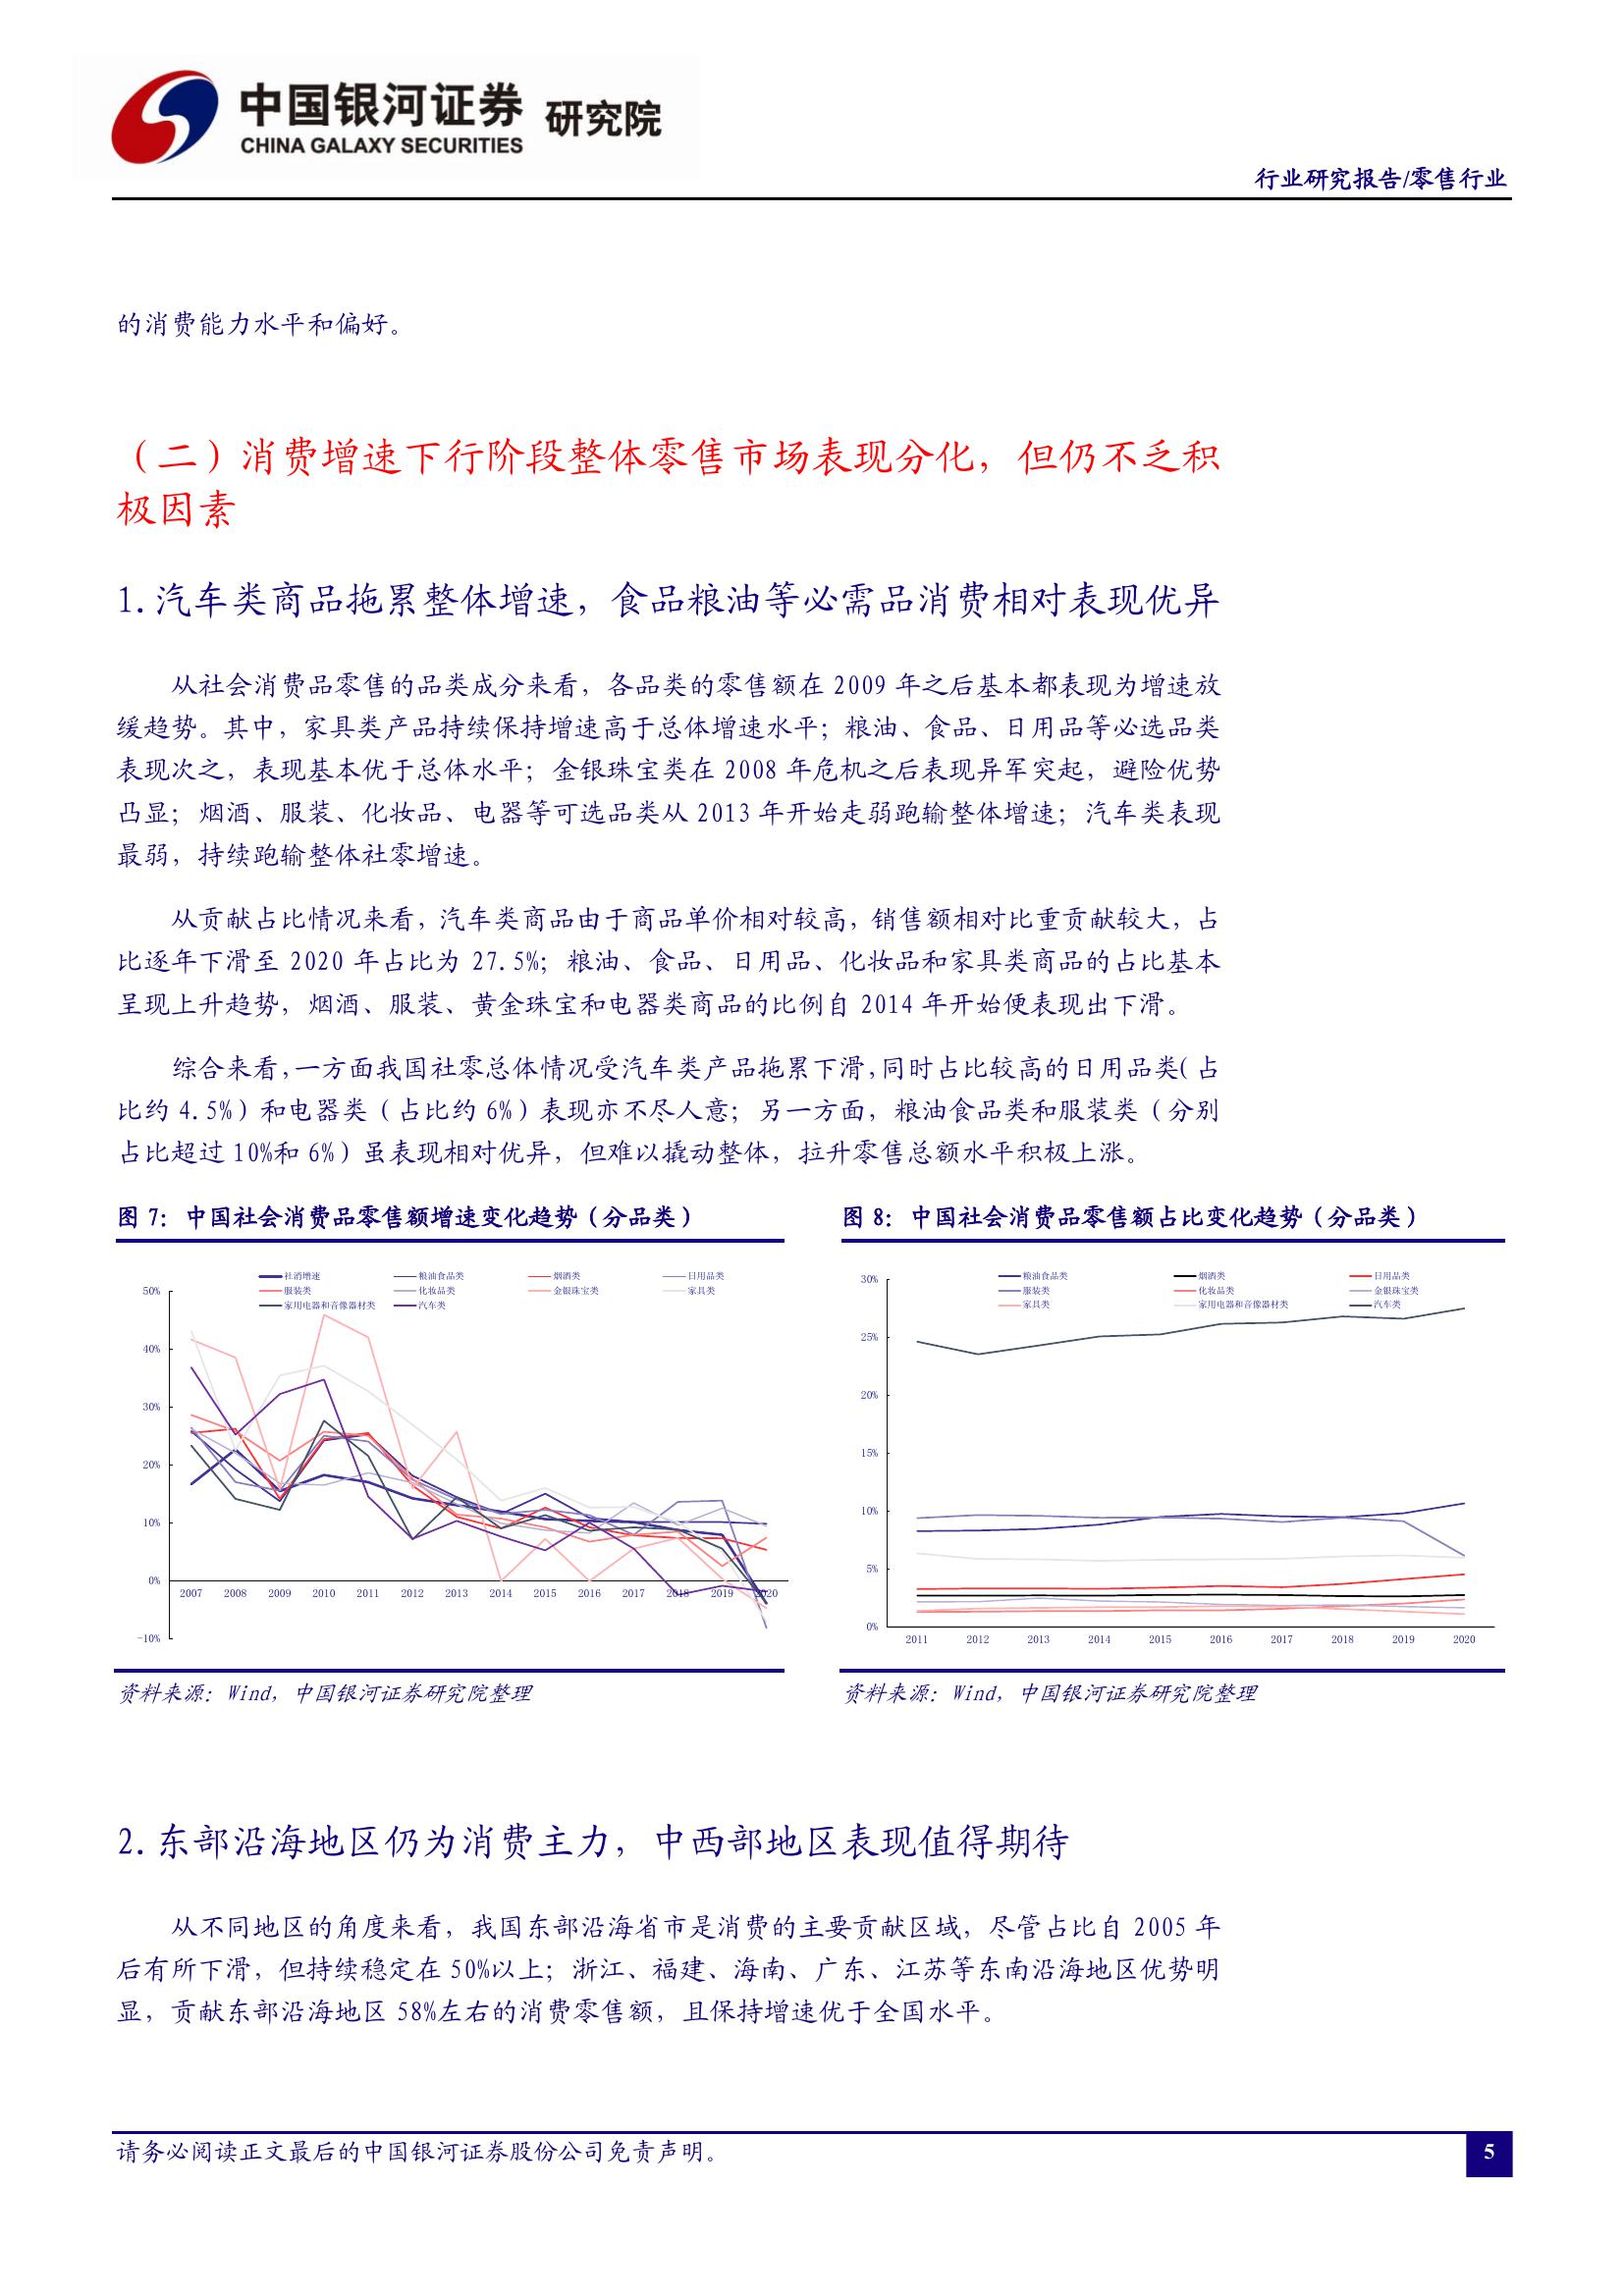 中国银河证券 研究院
CHINA GALAXY SECURITIES
行业研究报告/零售行业
的消费能力水平和偏好。
（二）消费增速下行阶段整体零售市场表现分化，但仍不乏积
极因素
1. 汽车类商品拖累整体增速，食品粮油等必需品消费相对表现优异
从社会消费品零售的品类成分来看，各品类的零售额在 2009 年之后基本都表现为增速放
缓趋势。其中，家具类产品持续保持增速高于总体增速水平；粮油、食品、日用品等必选品类
表现次之，表现基本优于总体水平；金银珠宝类在 2008 年危机之后表现异军突起，避险优势
凸显；烟酒、服装、化妆品、电器等可选品类从 2013 年开始走弱跑输整体增速；汽车类表现
最弱，持续跑输整体社零增速。
从贡献占比情况来看，汽车类商品由于商品单价相对较高，销售额相对比重贡献较大，占
比逐年下滑至 2020 年占比为 27.5%；粮油、食品、日用品、化妆品和家具类商品的占比基本
呈现上升趋势，烟酒、服装、黄金珠宝和电器类商品的比例自 2014 年开始便表现出下滑。
综合来看，一方面我国社零总体情况受汽车类产品拖累下滑，同时占比较高的日用品类（占
比约 4.5%）和电器类（占比约 6%）表现亦不尽人意；另一方面，粮油食品类和服装类（分别
占比超过 10%和 6%）虽表现相对优异，但难以撬动整体，拉升零售总额水平积极上涨。
图 7：中国社会消费品零售额增速变化趋势（分品类）
社消增速 粮油食品类 烟酒类 日用品类
服装类 化妆品类 金银珠宝类 家具类
家用电器和音像器材类 汽车类
50%
40%
30%
20%
10%
0%
-10%
2007 2008 2009 2010 2011 2012 2013 2014 2015 2016 2017 2018 2019 2020
资料来源：Wind，中国银河证券研究院整理
图 8：中国社会消费品零售额占比变化趋势（分品类）
粮油食品类 烟酒类 日用品类
服装类 化妆品类 金银珠宝类
家具类 家用电器和音像器材类 汽车类
30%
25%
20%
15%
10%
5%
0%
2011 2012 2013 2014 2015 2016 2017 2018 2019 2020
资料来源：Wind，中国银河证券研究院整理
2. 东部沿海地区仍为消费主力，中西部地区表现值得期待
从不同地区的角度来看，我国东部沿海省市是消费的主要贡献区域，尽管占比自 2005 年
后有所下滑，但持续稳定在 50%以上；浙江、福建、海南、广东、江苏等东南沿海地区优势明
显，贡献东部沿海地区 58%左右的消费零售额，且保持增速优于全国水平。
请务必阅读正文最后的中国银河证券股份公司免责声明。
5